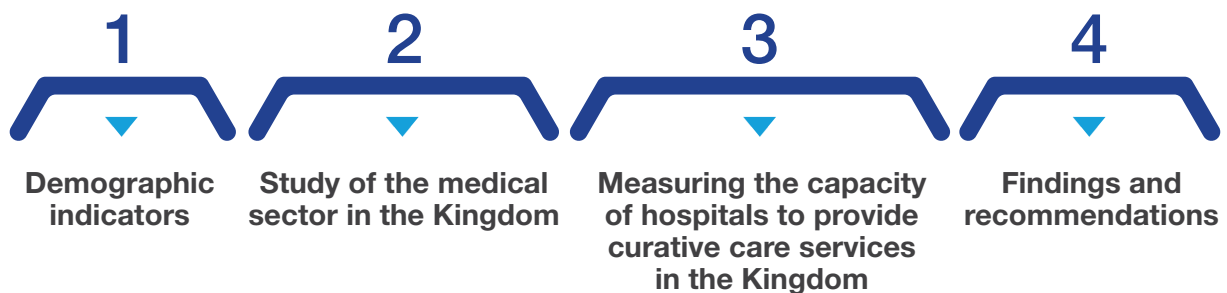 1
Demographic
indicators
2
Study of the medical
sector in the Kingdom
3
Measuring the capacity
of hospitals to provide
curative care services
in the Kingdom
4
Findings and
recommendations